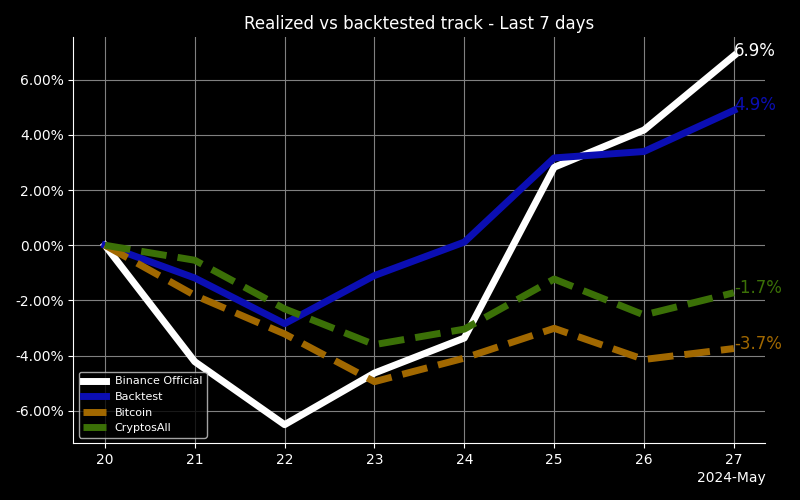 Realized vs backtested track - Last 7 days
6.9%
6.00%
4.9%
4.00%
2.00%
0.00%
-1.7%
-2.00%
-3.7%
-4.00%
-6.00%
Binance Official
Backtest
Bitcoin
CryptosAll
20 21 22 23 24 25 26 27
2024-May